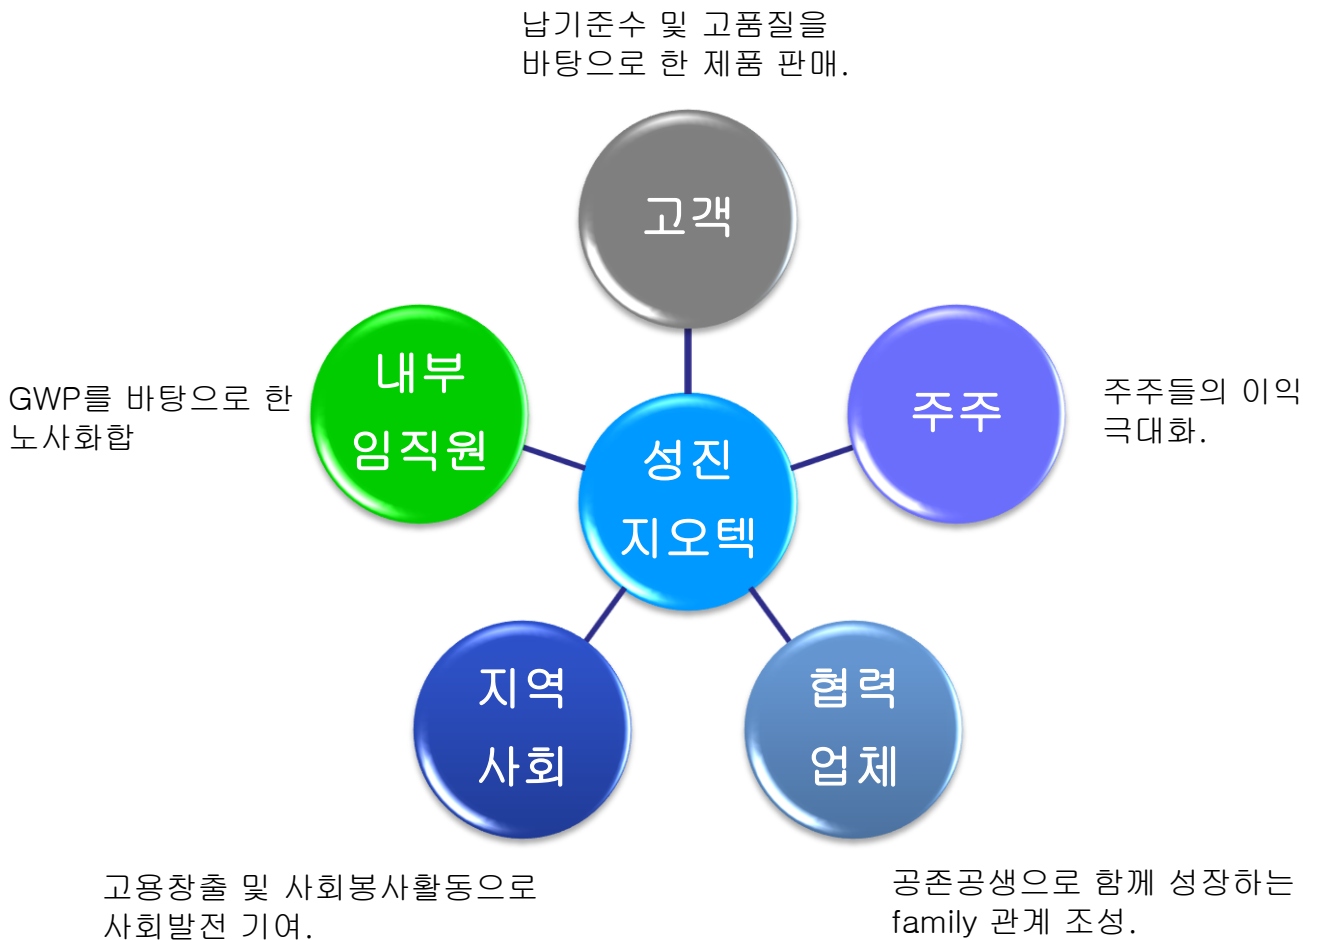 납기준수 및 고품질을
바탕으로 한 제품 판매.
고객
내부
임직원
GWP를 바탕으로 한
노사화합
성진
지오텍
주주
주주들의 이익
극대화.
지역
사회
협력
업체
고용창출 및 사회봉사활동으로
사회발전 기여.
공존공생으로 함께 성장하는
family 관계 조성.